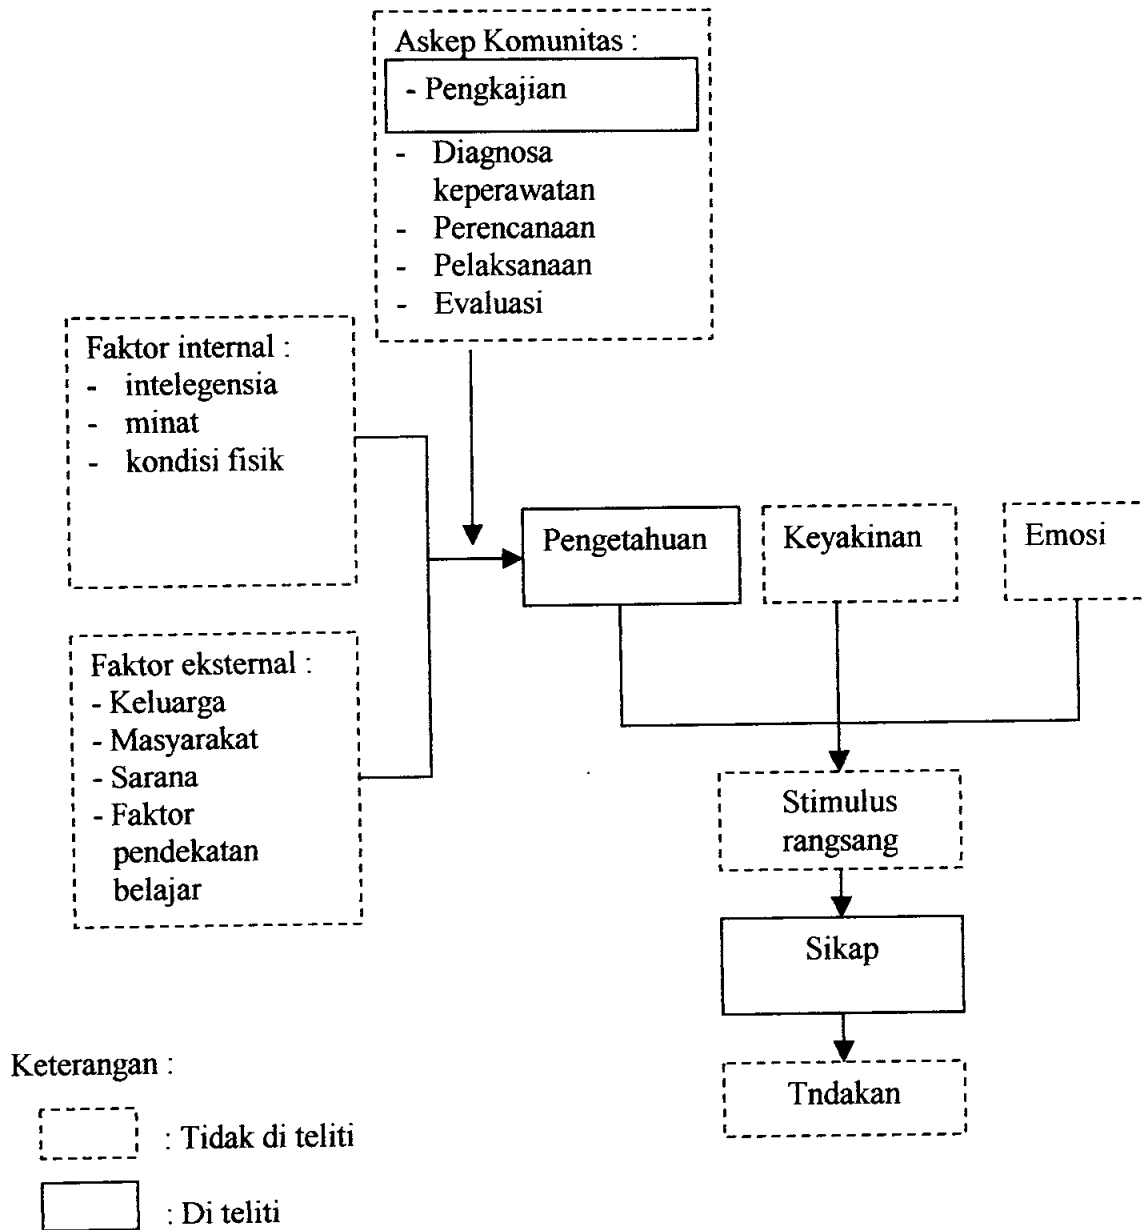 Askep Komunitas :
- Pengkajian
- Diagnosa
keperawatan
- Perencanaan
- Pelaksanaan
- Evaluasi
Faktor internal :
- intelegensia
- minat
- kondisi fisik
Pengetahuan
Keyakinan
Emosi
Faktor eksternal :
- Keluarga
- Masyarakat
- Sarana
- Faktor
pendekatan
belajar
Stimulus
rangsang
Sikap
Tndakan
Keterangan :
: Tidak di teliti
: Di teliti